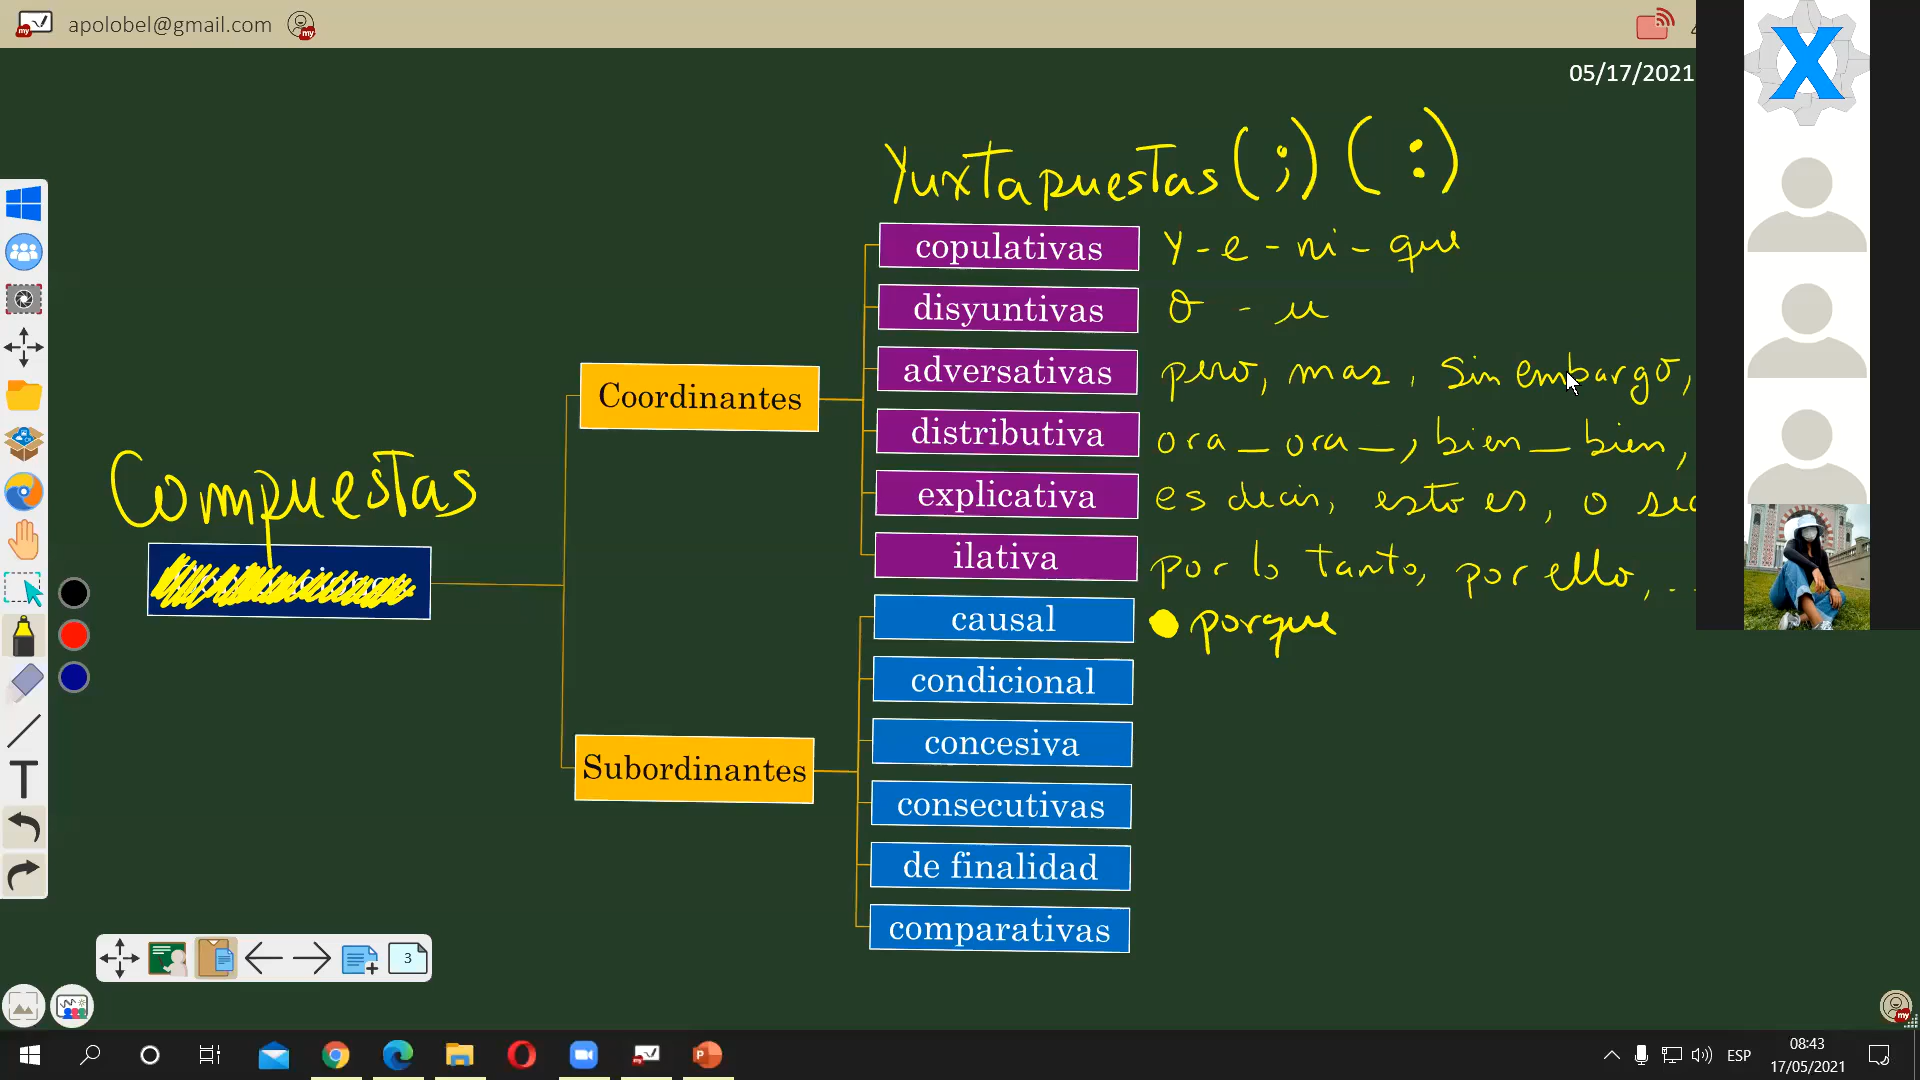 apolobel@gmail.com
05/17/2021
Yuxtapuestas (;) (:)
copulativas y - e - ni - que
disyuntivas o - u
adversativas pero, mas, sin embargo,
Coordinantes
distributiva ora _ ora _, bien _ bien,
Compuestas
explicativa es decir, esto es, o sea
ilativa por lo tanto, por ello, ..
causal porque
condicional
concesiva
Subordinantes
consecutivas
de finalidad
comparativas
3
ESP
08:43
17/05/2021